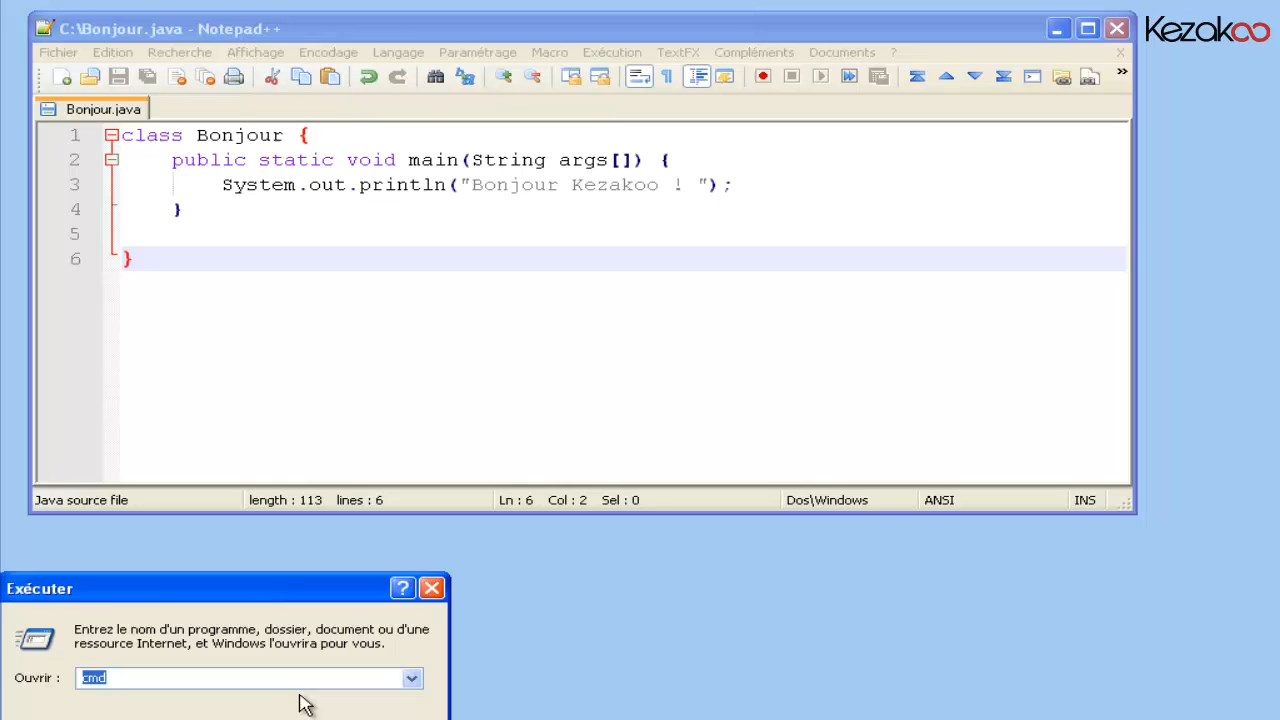 C:\Bonjour.java - Notepad++
Kezakoo
Fichier Edition Recherche Affichage Encodage Langage Paramétrage Macro Exécution TextFX Compléments Documents ? X
»
Bonjour.java
1 class Bonjour {
2 public static void main(String args[]) {
3 System.out.println("Bonjour Kezakoo ! ");
4 }
5
6 }
Java source file length : 113 lines : 6 Ln : 6 Col : 2 Sel : 0 Dos\Windows ANSI INS
Exécuter
Entrez le nom d'un programme, dossier, document ou d'une
ressource Internet, et Windows l'ouvrira pour vous.
Ouvrir : cmd